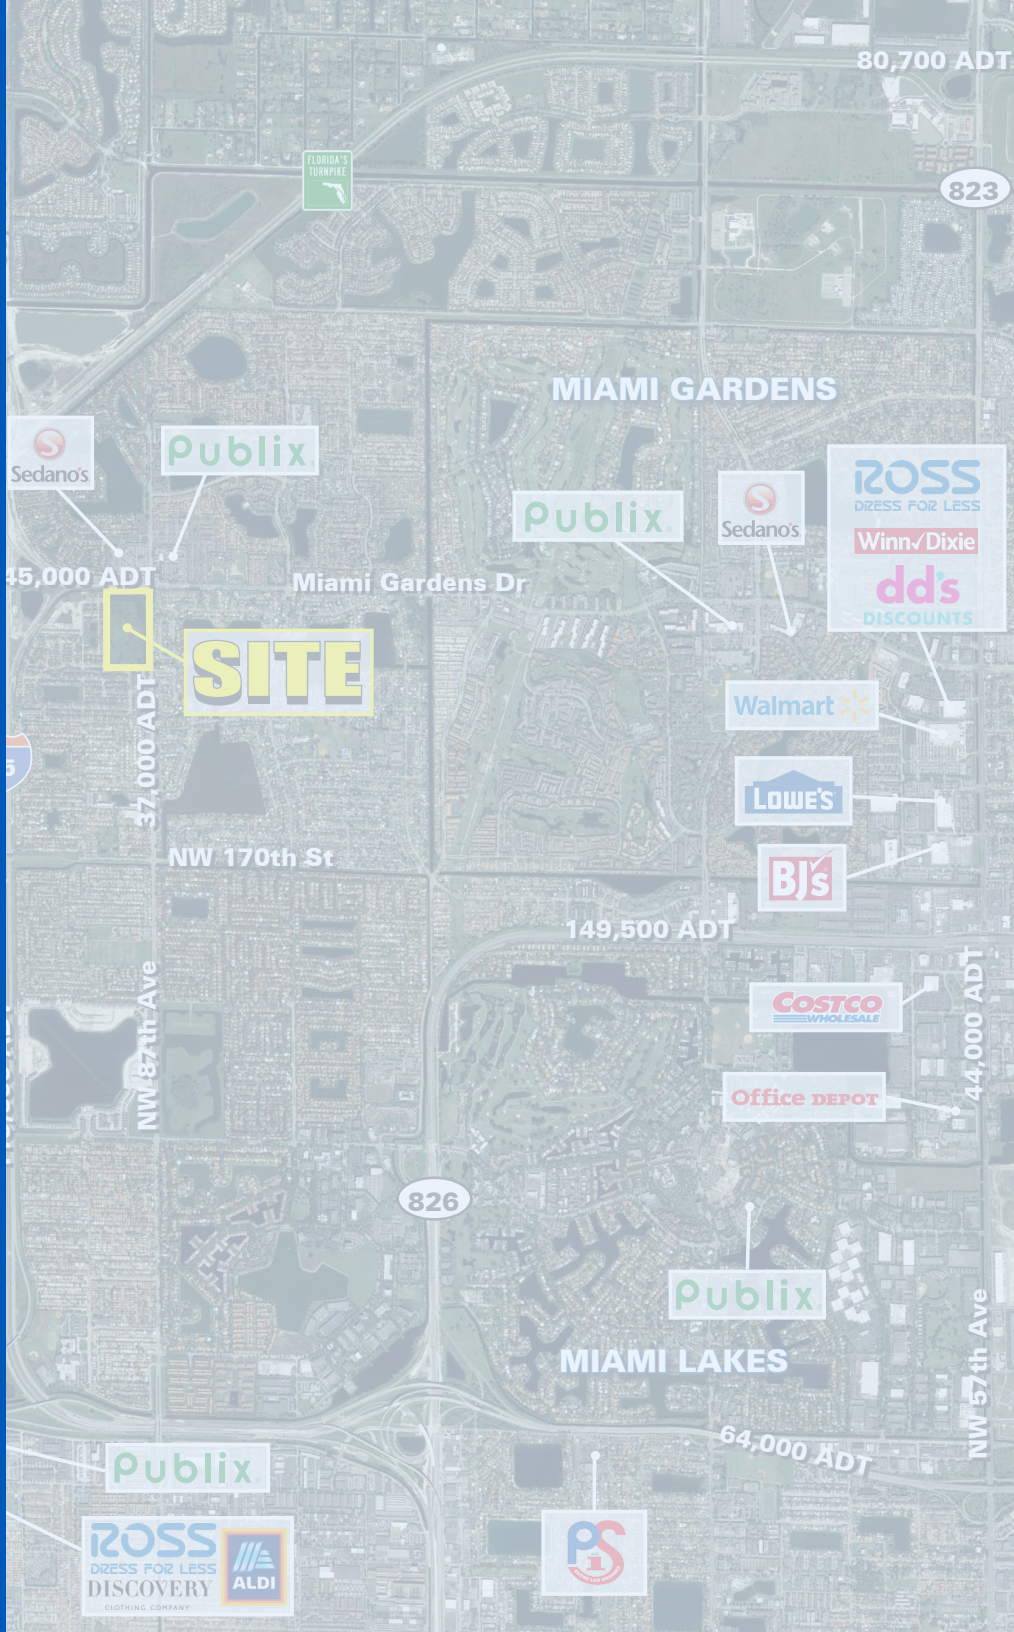 80,700 ADT
FLORIDA'S
TURNPIKE
823
MIAMI GARDENS
Sedano's
Publix
Publix
Sedano's
ROSS
DRESS FOR LESS
Winn Dixie
dd's
DISCOUNTS
45,000 ADT
Miami Gardens Dr
SITE
37,000 ADT
Walmart
5
LOWE'S
BJ's
NW 170th St
149,500 ADT
NW 87th Ave
COSTCO
WHOLESALE
44,000 ADT
Office DEPOT
826
Publix
MIAMI LAKES
NW 57th Ave
64,000 ADT
Publix
ROSS
DRESS FOR LESS
DISCOVERY
CLOTHING COMPANY
ALDI